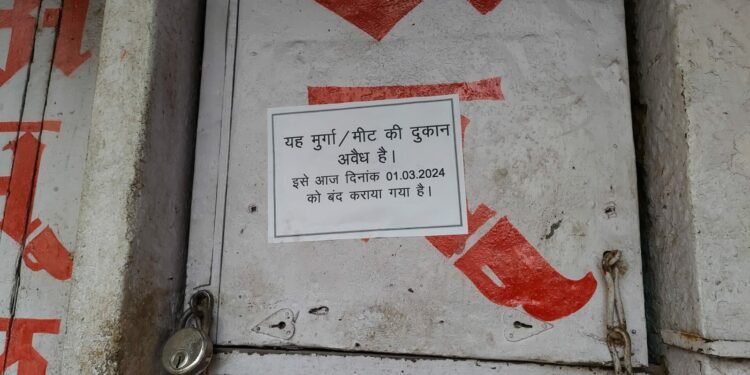 यह मुर्गा/मीट की दुकान
अवैध है।
इसे आज दिनांक 01.03.2024
को बंद कराया गया है।